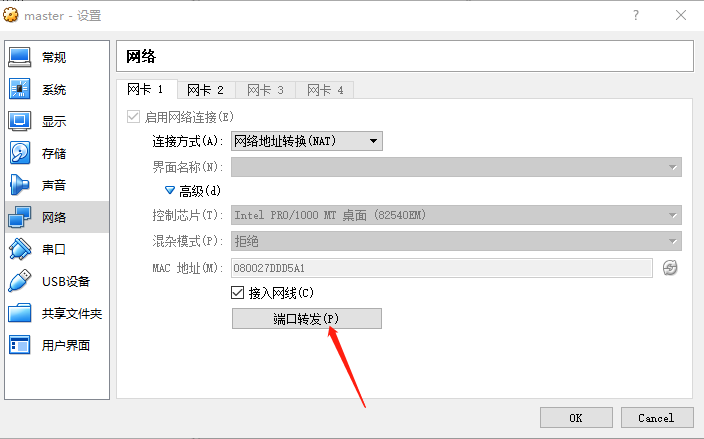 master - 设置
?
常规
系统
显示
存储
声音
网络
串口
USB设备
共享文件夹
用户界面
网络
网卡 1 网卡 2 网卡 3 网卡 4
启用网络连接(E)
连接方式(A): 网络地址转换(NAT)
界面名称(N):
高级(d)
控制芯片(T): Intel PRO/1000 MT 桌面 (82540EM)
混杂模式(P): 拒绝
MAC 地址(M): 080027DDD5A1
接入网线(C)
端口转发(P)
OK Cancel